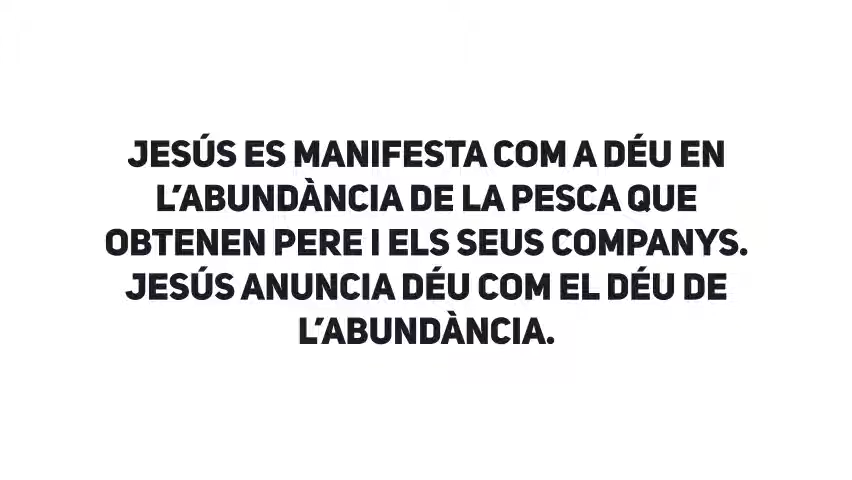 JESÚS ES MANIFESTA COM A DÉU EN
L’ABUNDÀNCIA DE LA PESCA QUE
OBTENEN PERE I ELS SEUS COMPANYS.
JESÚS ANUNCIA DÉU COM EL DÉU DE
L’ABUNDÀNCIA.